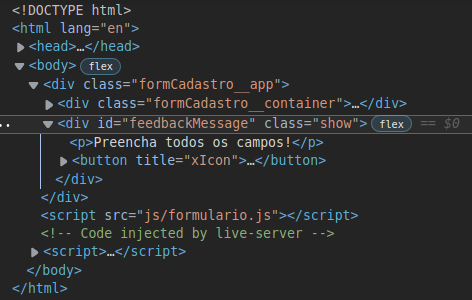 <!DOCTYPE html>
<html lang="en">
▶<head>…</head>
▼<body> flex
▼<div class="formCadastro__app">
▶<div class="formCadastro__container">…</div>
..▼<div id="feedbackMessage" class="show"> flex == $0
<p>Preencha todos os campos!</p>
▶<button title="xIcon">…</button>
</div>
</div>
<script src="js/formulario.js"></script>
<!-- Code injected by live-server -->
▶<script>…</script>
</body>
</html>